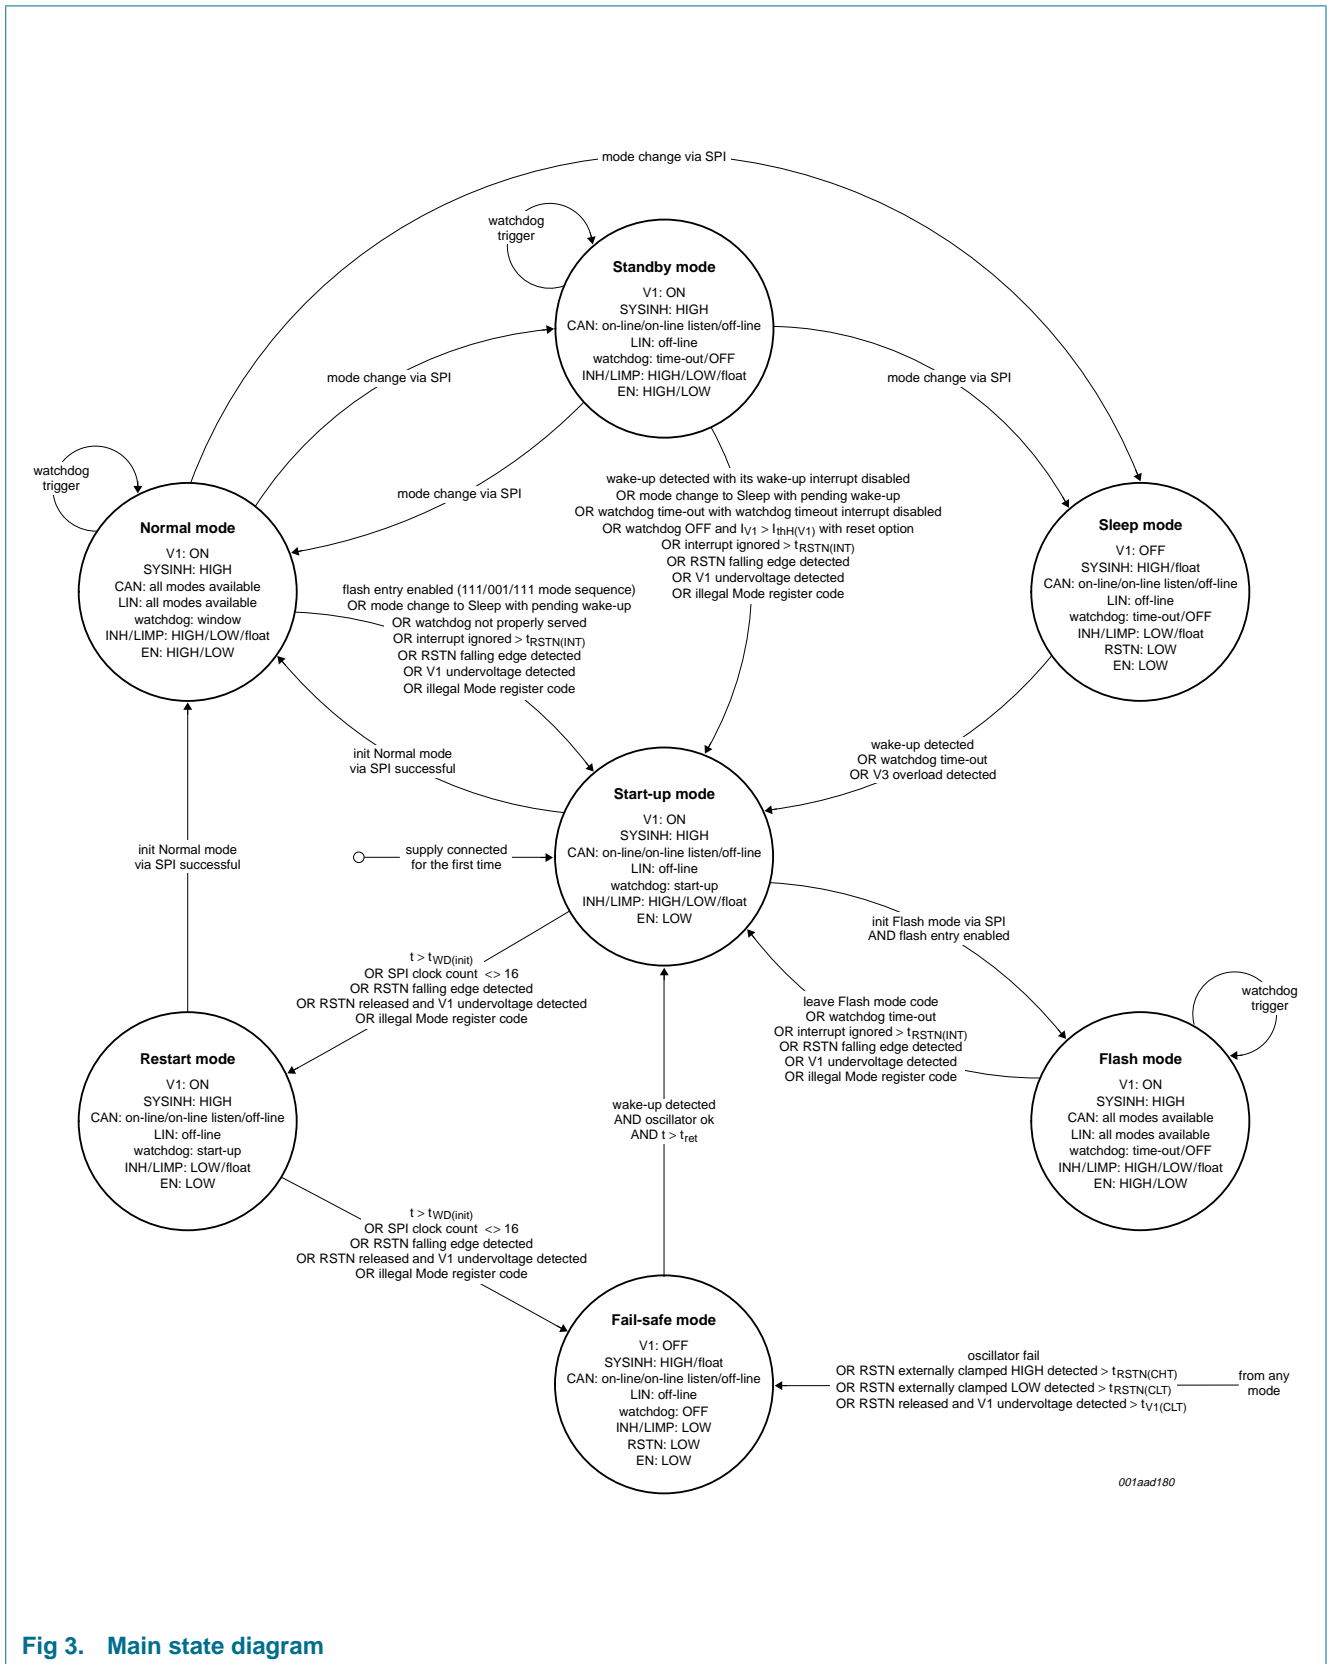 mode change via SPI
watchdog
trigger
Standby mode
V1: ON
SYSINH: HIGH
CAN: on-line/on-line listen/off-line
LIN: off-line
watchdog: time-out/OFF
INH/LIMP: HIGH/LOW/float
EN: HIGH/LOW
mode change via SPI
mode change via SPI
mode change via SPI
watchdog
trigger
Normal mode
V1: ON
SYSINH: HIGH
CAN: all modes available
LIN: all modes available
watchdog: window
INH/LIMP: HIGH/LOW/float
EN: HIGH/LOW
wake-up detected with its wake-up interrupt disabled
OR mode change to Sleep with pending wake-up
OR watchdog time-out with watchdog timeout interrupt disabled
OR watchdog OFF and IV1 > IthH(V1) with reset option
OR interrupt ignored > tRSTN(INT)
OR RSTN falling edge detected
OR V1 undervoltage detected
OR illegal Mode register code
Sleep mode
V1: OFF
SYSINH: HIGH/float
CAN: on-line/on-line listen/off-line
LIN: off-line
watchdog: time-out/OFF
INH/LIMP: LOW/float
RSTN: LOW
EN: LOW
flash entry enabled (111/001/111 mode sequence)
OR mode change to Sleep with pending wake-up
OR watchdog not properly served
OR interrupt ignored > tRSTN(INT)
OR RSTN falling edge detected
OR V1 undervoltage detected
OR illegal Mode register code
init Normal mode
via SPI successful
wake-up detected
OR watchdog time-out
OR V3 overload detected
Start-up mode
V1: ON
SYSINH: HIGH
CAN: on-line/on-line listen/off-line
LIN: off-line
watchdog: start-up
INH/LIMP: HIGH/LOW/float
EN: LOW
init Normal mode
via SPI successful
supply connected
for the first time
init Flash mode via SPI
AND flash entry enabled
t > tWD(init)
OR SPI clock count <> 16
OR RSTN falling edge detected
OR RSTN released and V1 undervoltage detected
OR illegal Mode register code
leave Flash mode code
OR watchdog time-out
OR interrupt ignored > tRSTN(INT)
OR RSTN falling edge detected
OR V1 undervoltage detected
OR illegal Mode register code
watchdog
trigger
Restart mode
V1: ON
SYSINH: HIGH
CAN: on-line/on-line listen/off-line
LIN: off-line
watchdog: start-up
INH/LIMP: LOW/float
EN: LOW
Flash mode
V1: ON
SYSINH: HIGH
CAN: all modes available
LIN: all modes available
watchdog: time-out/OFF
INH/LIMP: HIGH/LOW/float
EN: HIGH/LOW
wake-up detected
AND oscillator ok
AND t > tret
t > tWD(init)
OR SPI clock count <> 16
OR RSTN falling edge detected
OR RSTN released and V1 undervoltage detected
OR illegal Mode register code
Fail-safe mode
V1: OFF
SYSINH: HIGH/float
CAN: on-line/on-line listen/off-line
LIN: off-line
watchdog: OFF
INH/LIMP: LOW
RSTN: LOW
EN: LOW
oscillator fail
OR RSTN externally clamped HIGH detected > tRSTN(CHT)
OR RSTN externally clamped LOW detected > tRSTN(CLT)
OR RSTN released and V1 undervoltage detected > tV1(CLT)
from any
mode
001aad180
Fig 3. Main state diagram